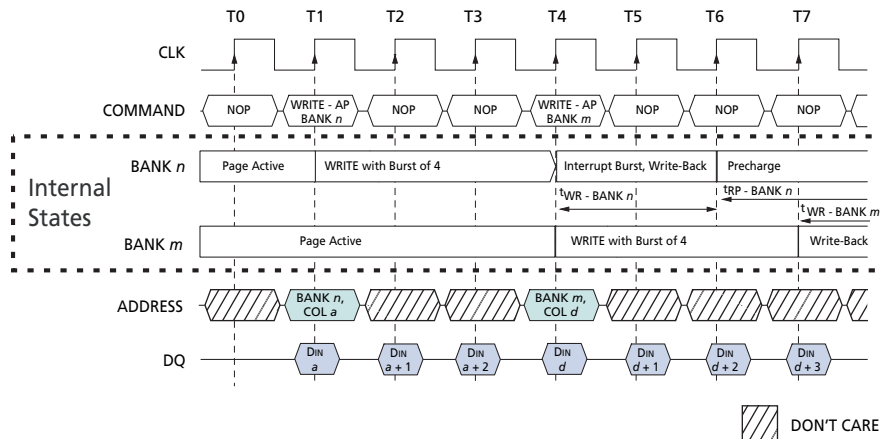 T0 T1 T2 T3 T4 T5 T6 T7
CLK
COMMAND NOP WRITE - AP BANK n NOP NOP WRITE - AP BANK m NOP NOP NOP
Internal States
BANK n Page Active WRITE with Burst of 4 Interrupt Burst, Write-Back Precharge
tWR - BANK n tRP - BANK n
tWR - BANK m
BANK m Page Active WRITE with Burst of 4 Write-Back
ADDRESS BANK n, COL a BANK m, COL d
DQ DIN a DIN a + 1 DIN a + 2 DIN d DIN d + 1 DIN d + 2 DIN d + 3
DON'T CARE